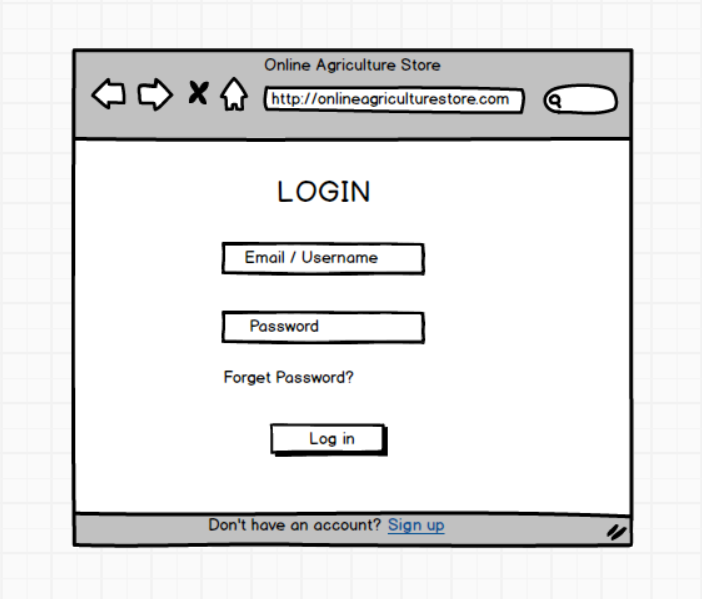 Online Agriculture Store
http://onlineagriculturestore.com
LOGIN
Email / Username
Password
Forget Password?
Log in
Don't have an account? Sign up